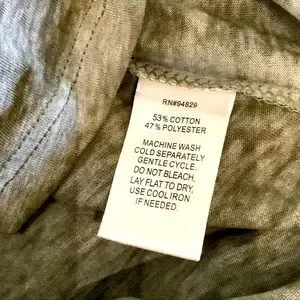 RN#94829
53% COTTON
47% POLYESTER
MACHINE WASH
COLD SEPARATELY
GENTLE CYCLE.
DO NOT BLEACH.
LAY FLAT TO DRY,
USE COOL IRON
IF NEEDED.